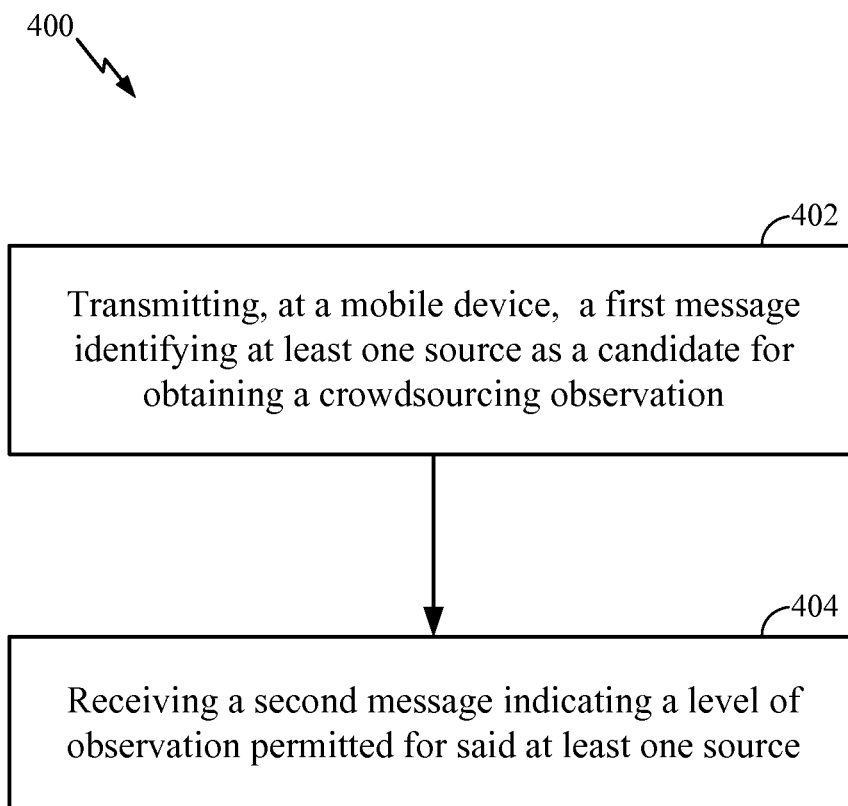 400
402
Transmitting, at a mobile device, a first message
identifying at least one source as a candidate for
obtaining a crowdsourcing observation
404
Receiving a second message indicating a level of
observation permitted for said at least one source